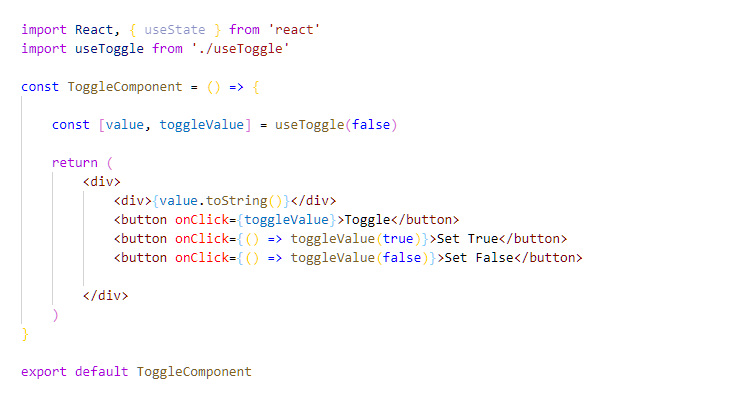 import React, { useState } from 'react'
import useToggle from './useToggle'
const ToggleComponent = () => {
const [value, toggleValue] = useToggle(false)
return (
<div>
<div>{value.toString()}</div>
<button onClick={toggleValue}>Toggle</button>
<button onClick={() => toggleValue(true)}>Set True</button>
<button onClick={() => toggleValue(false)}>Set False</button>
</div>
)
}
export default ToggleComponent